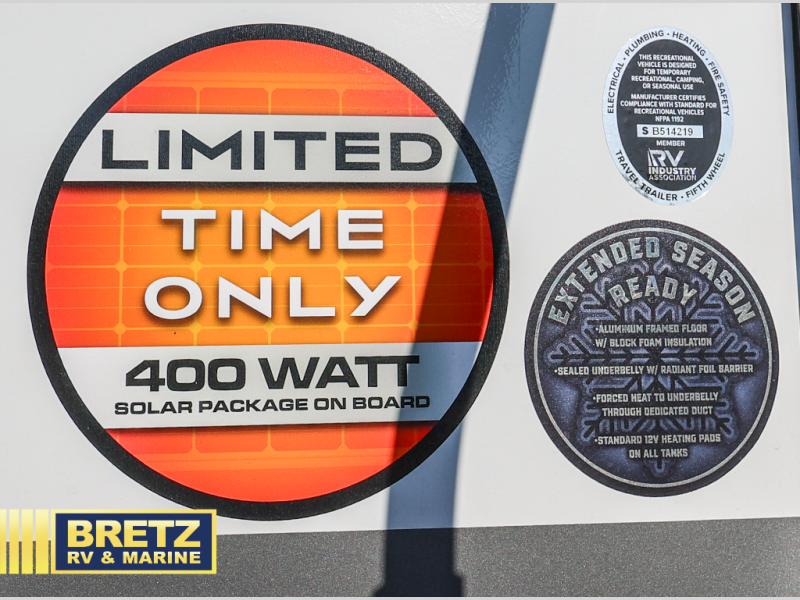 LIMITED
TIME
ONLY
400 WATT
SOLAR PACKAGE ON BOARD
ELECTRICAL • PLUMBING • HEATING • FIRE SAFETY
THIS RECREATIONAL
VEHICLE IS DESIGNED
FOR TEMPORARY
RECREATIONAL, CAMPING,
OR SEASONAL USE
MANUFACTURER CERTIFIES
COMPLIANCE WITH STANDARD FOR
RECREATIONAL VEHICLES
NFPA 1192
S B514219
MEMBER
RV
INDUSTRY
ASSOCIATION
TRAVEL TRAILER • FIFTH WHEEL
EXTENDED SEASON
READY
•ALUMINUM FRAMED FLOOR
W/ BLOCK FOAM INSULATION
•SEALED UNDERBELLY W/ RADIANT FOIL BARRIER
•FORCED HEAT TO UNDERBELLY
THROUGH DEDICATED DUCT
•STANDARD 12V HEATING PADS
ON ALL TANKS
BRETZ
RV & MARINE